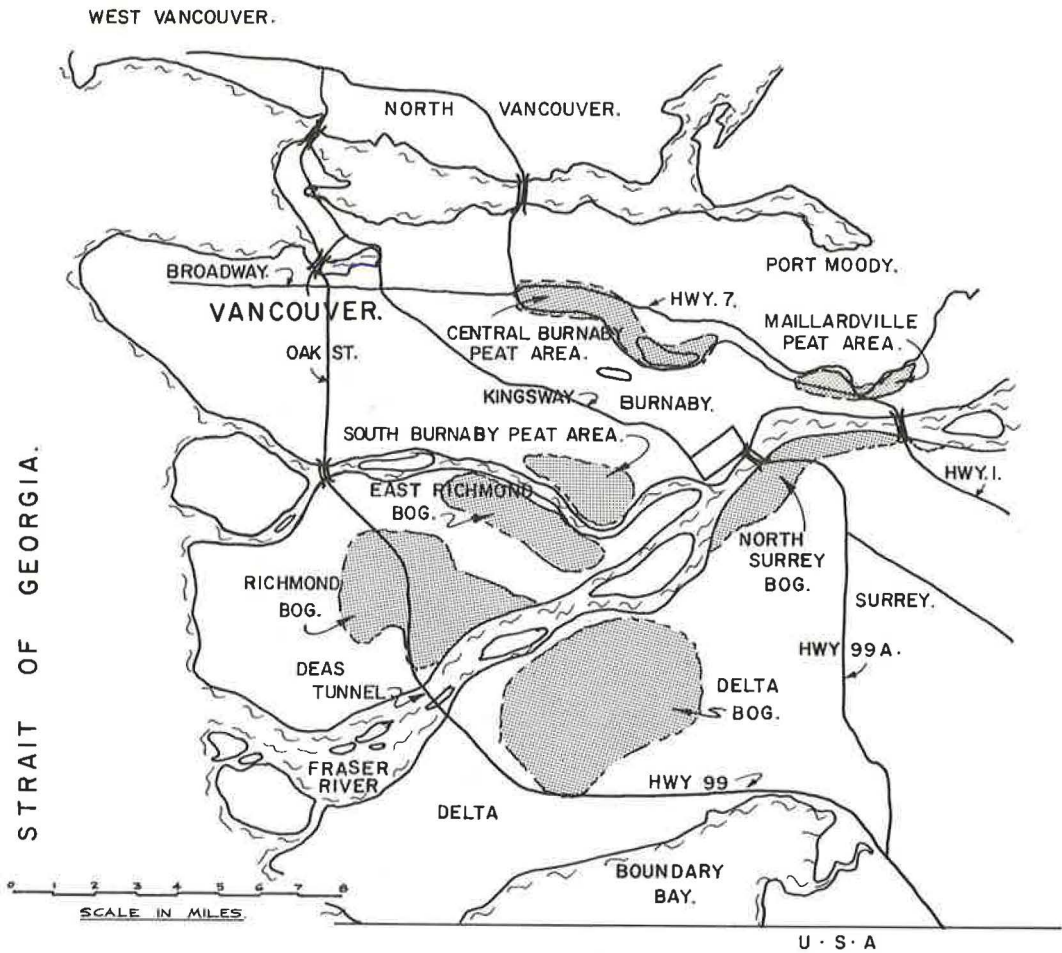 WEST VANCOUVER.
NORTH VANCOUVER.
PORT MOODY.
BROADWAY.
HWY. 7.
VANCOUVER.
CENTRAL BURNABY
PEAT AREA.
MAILLARDVILLE
PEAT AREA.
OAK ST.
KINGSWAY
BURNABY.
SOUTH BURNABY PEAT AREA.
HWY. 1.
EAST RICHMOND
BOG.
NORTH
SURREY
BOG.
RICHMOND
BOG.
SURREY.
HWY 99A.
DEAS
TUNNEL
DELTA
BOG.
STRAIT OF GEORGIA.
FRASER
RIVER
HWY 99
DELTA
BOUNDARY
BAY.
0 1 2 3 4 5 6 7 8
SCALE IN MILES.
U·S·A